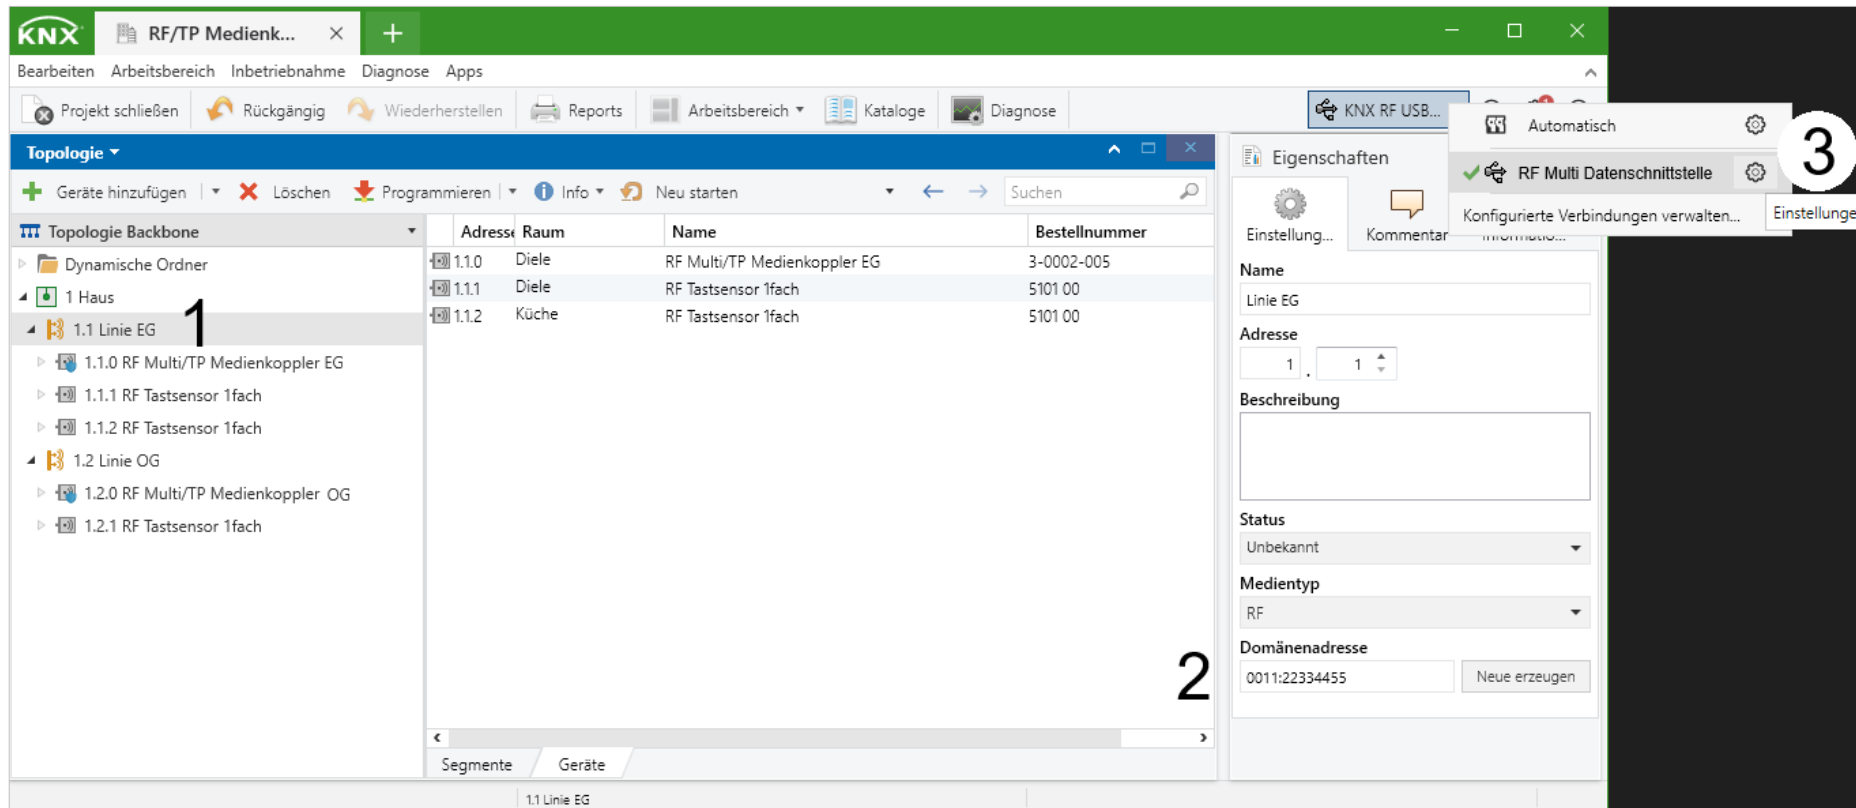 KNX RF/TP Medienk...
Bearbeiten Arbeitsbereich Inbetriebnahme Diagnose Apps
Projekt schließen Rückgängig Wiederherstellen Reports Arbeitsbereich Kataloge Diagnose KNX RF USB...
Automatisch
RF Multi Datenschnittstelle
3
Konfigurierte Verbindungen verwalten...
Einstellunge
Topologie
Geräte hinzufügen Löschen Programmieren Info Neu starten Suchen
Topologie Backbone
Dynamische Ordner
1 Haus
1
1.1 Linie EG
1.1.0 RF Multi/TP Medienkoppler EG
1.1.1 RF Tastsensor 1fach
1.1.2 RF Tastsensor 1fach
1.2 Linie OG
1.2.0 RF Multi/TP Medienkoppler OG
1.2.1 RF Tastsensor 1fach
Adresse Raum Name Bestellnummer
1.1.0 Diele RF Multi/TP Medienkoppler EG 3-0002-005
1.1.1 Diele RF Tastsensor 1fach 5101 00
1.1.2 Küche RF Tastsensor 1fach 5101 00
Segmente Geräte
1.1 Linie EG
Eigenschaften
Einstellung... Kommentar Informatio...
Name
Linie EG
Adresse
1 . 1
Beschreibung
Status
Unbekannt
Medientyp
RF
Domänenadresse
2
0011:22334455 Neue erzeugen